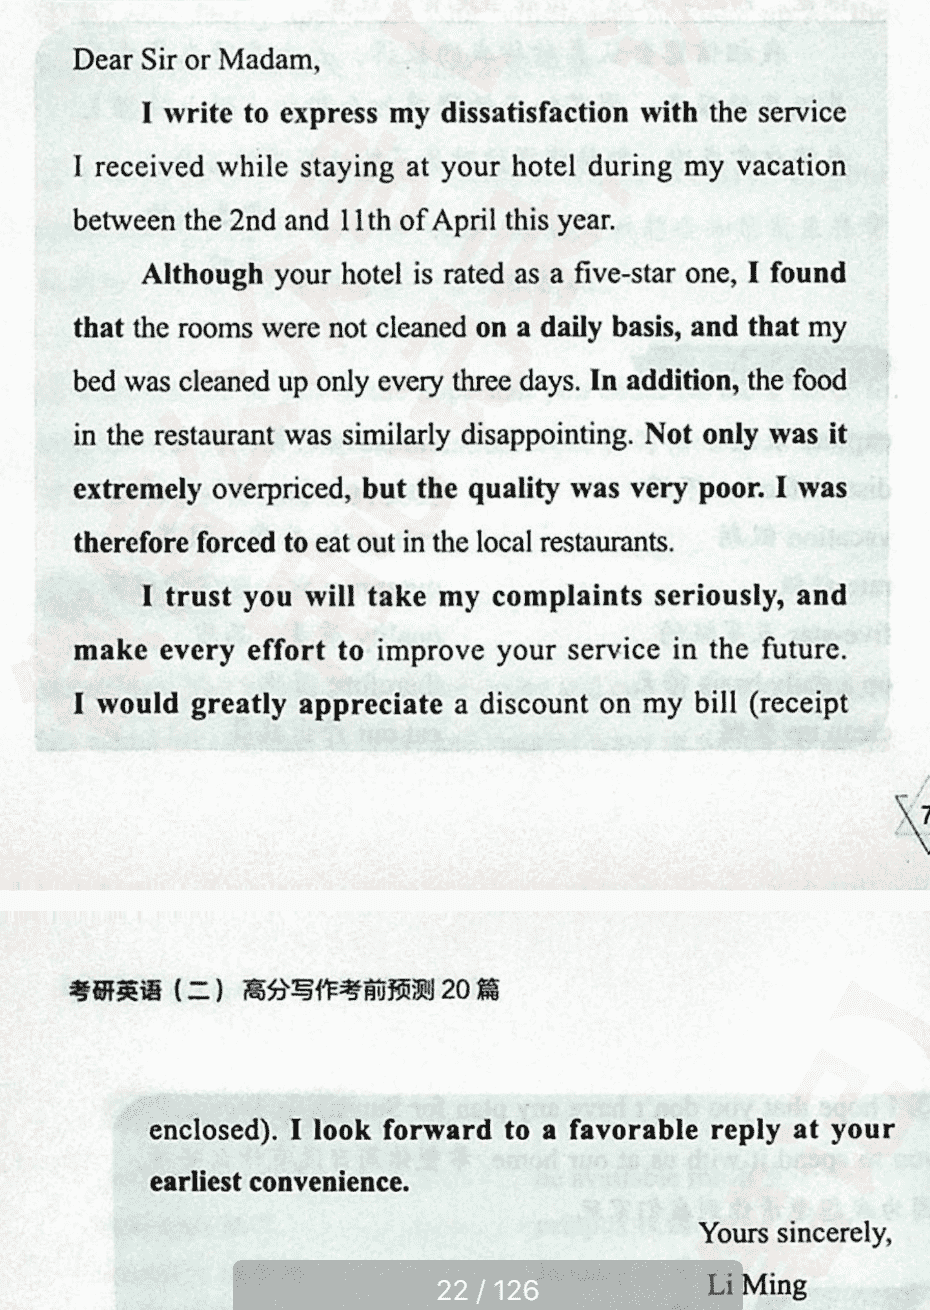 Dear Sir or Madam,
I write to express my dissatisfaction with the service
I received while staying at your hotel during my vacation
between the 2nd and 11th of April this year.
Although your hotel is rated as a five-star one, I found
that the rooms were not cleaned on a daily basis, and that my
bed was cleaned up only every three days. In addition, the food
in the restaurant was similarly disappointing. Not only was it
extremely overpriced, but the quality was very poor. I was
therefore forced to eat out in the local restaurants.
I trust you will take my complaints seriously, and
make every effort to improve your service in the future.
I would greatly appreciate a discount on my bill (receipt
7
考研英语（二）高分写作考前预测 20 篇
enclosed). I look forward to a favorable reply at your
earliest convenience.
Yours sincerely,
Li Ming
22 / 126